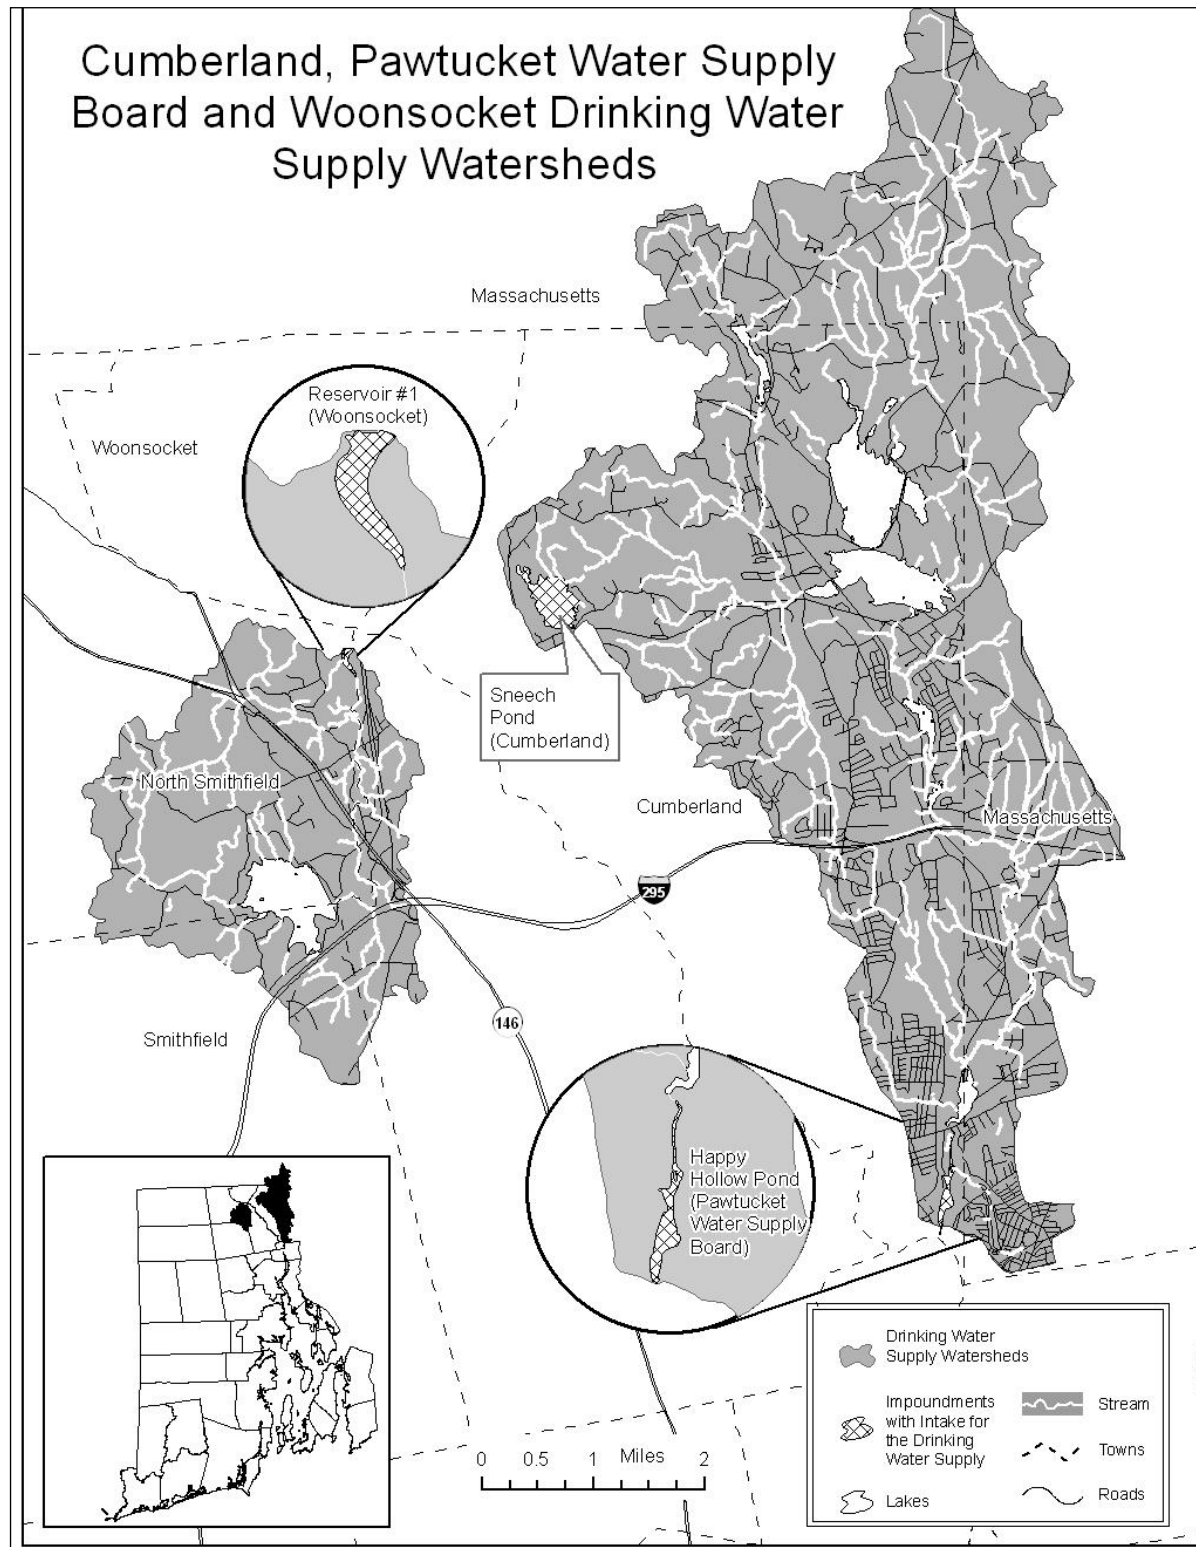 Cumberland, Pawtucket Water Supply
Board and Woonsocket Drinking Water
Supply Watersheds
Massachusetts
Reservoir #1
(Woonsocket)
Woonsocket
Sneech
Pond
(Cumberland)
North Smithfield
Cumberland
Massachusetts
295
146
Smithfield
Happy
Hollow Pond
(Pawtucket
Water Supply
Board)
Drinking Water
Supply Watersheds
Impoundments
with Intake for
the Drinking
Water Supply
Lakes
Stream
Towns
Roads
0 0.5 1 Miles 2